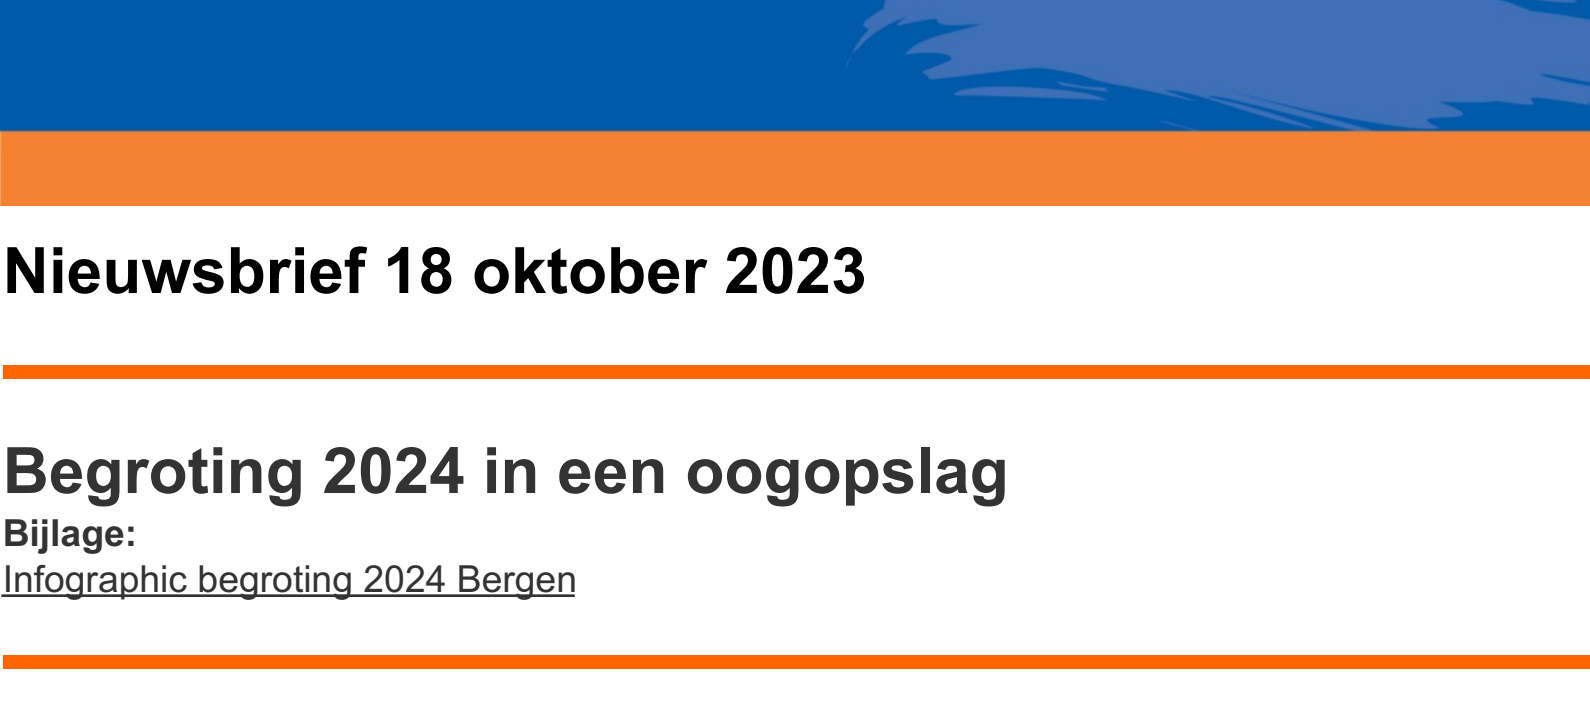 Nieuwsbrief 18 oktober 2023
Begroting 2024 in een oogopslag
Bijlage:
Infographic begroting 2024 Bergen